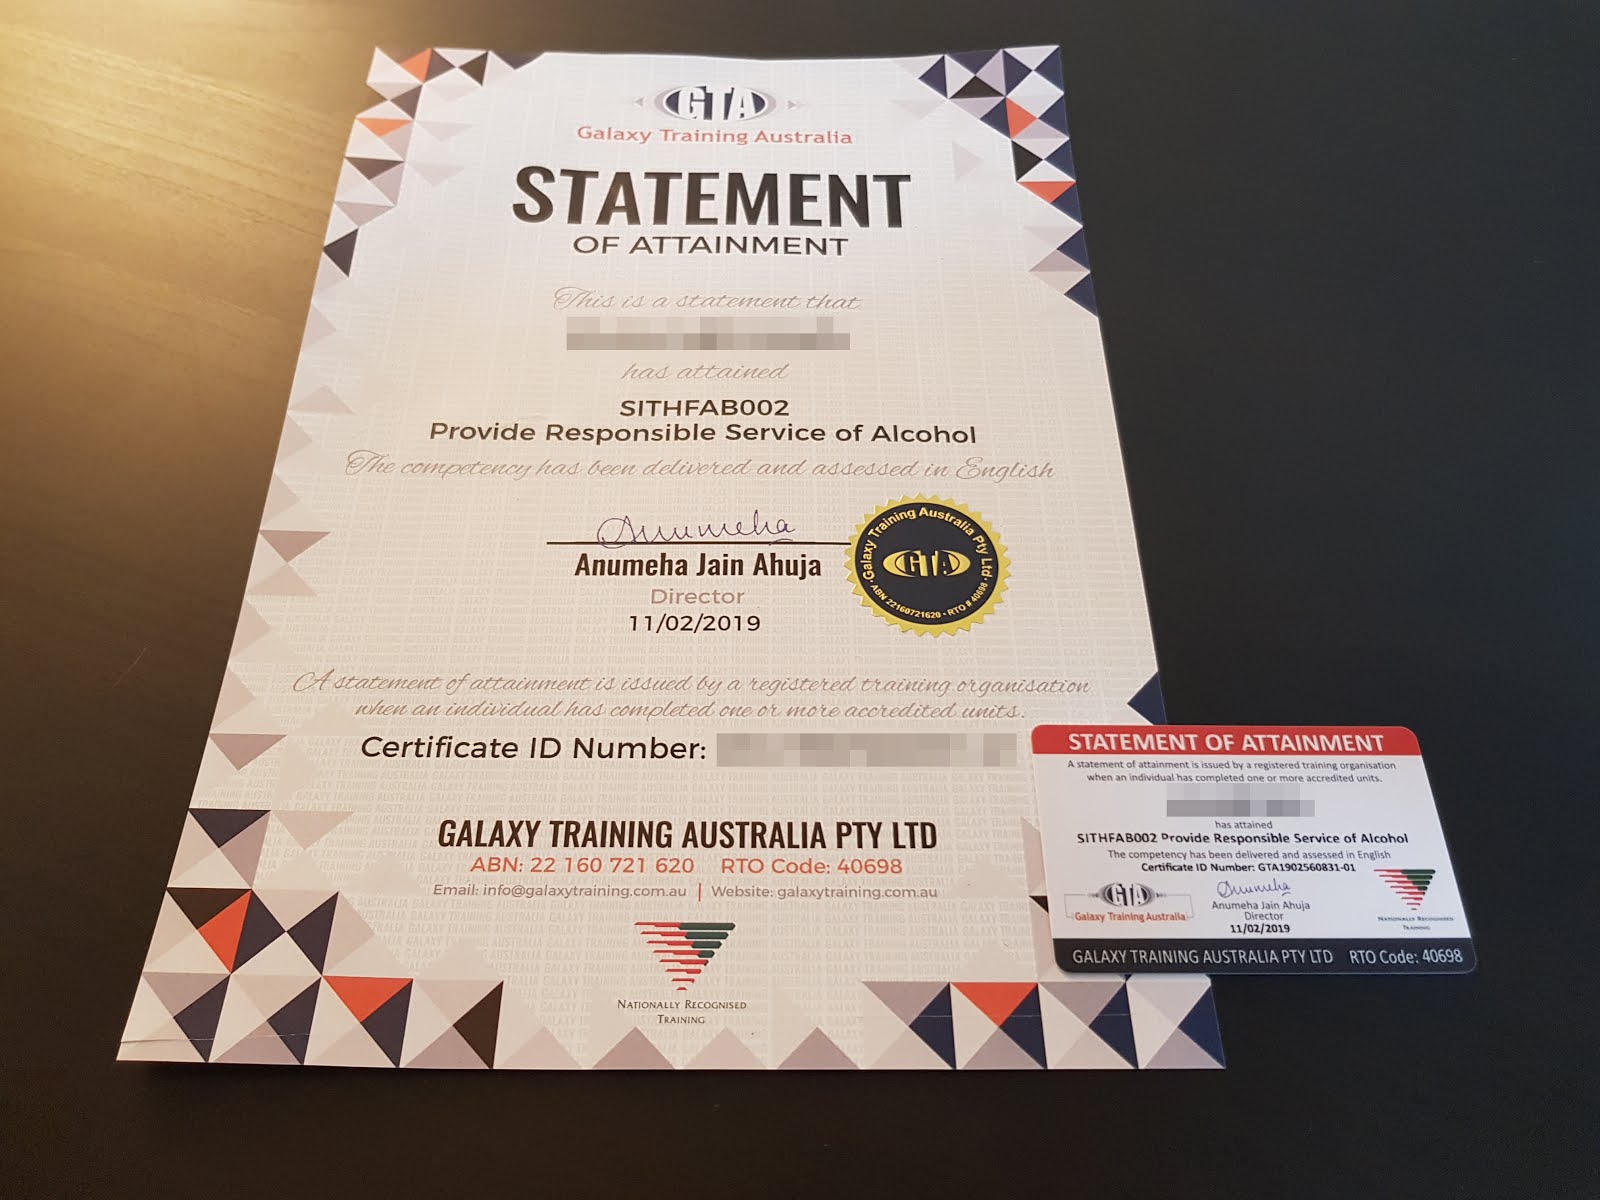 GTA
Galaxy Training Australia
STATEMENT
OF ATTAINMENT
This is a statement that
has attained
SITHFAB002
Provide Responsible Service of Alcohol
The competency has been delivered and assessed in English
Anumeha
Anumeha Jain Ahuja
Director
11/02/2019
Galaxy Training Australia Pty Ltd
GTA
ABN 22160721620 - RTO # 40698
A statement of attainment is issued by a registered training organisation
when an individual has completed one or more accredited units.
Certificate ID Number:
GALAXY TRAINING AUSTRALIA PTY LTD
ABN: 22 160 721 620 RTO Code: 40698
Email: info@galaxytraining.com.au | Website: galaxytraining.com.au
NATIONALLY RECOGNISED
TRAINING
STATEMENT OF ATTAINMENT
A statement of attainment is issued by a registered training organisation
when an individual has completed one or more accredited units.
has attained
SITHFAB002 Provide Responsible Service of Alcohol
The competency has been delivered and assessed in English
Certificate ID Number: GTA1902560831-01
GTA
Galaxy Training Australia
Anumeha
Anumeha Jain Ahuja
Director
11/02/2019
NATIONALLY RECOGNISED
TRAINING
GALAXY TRAINING AUSTRALIA PTY LTD RTO Code: 40698